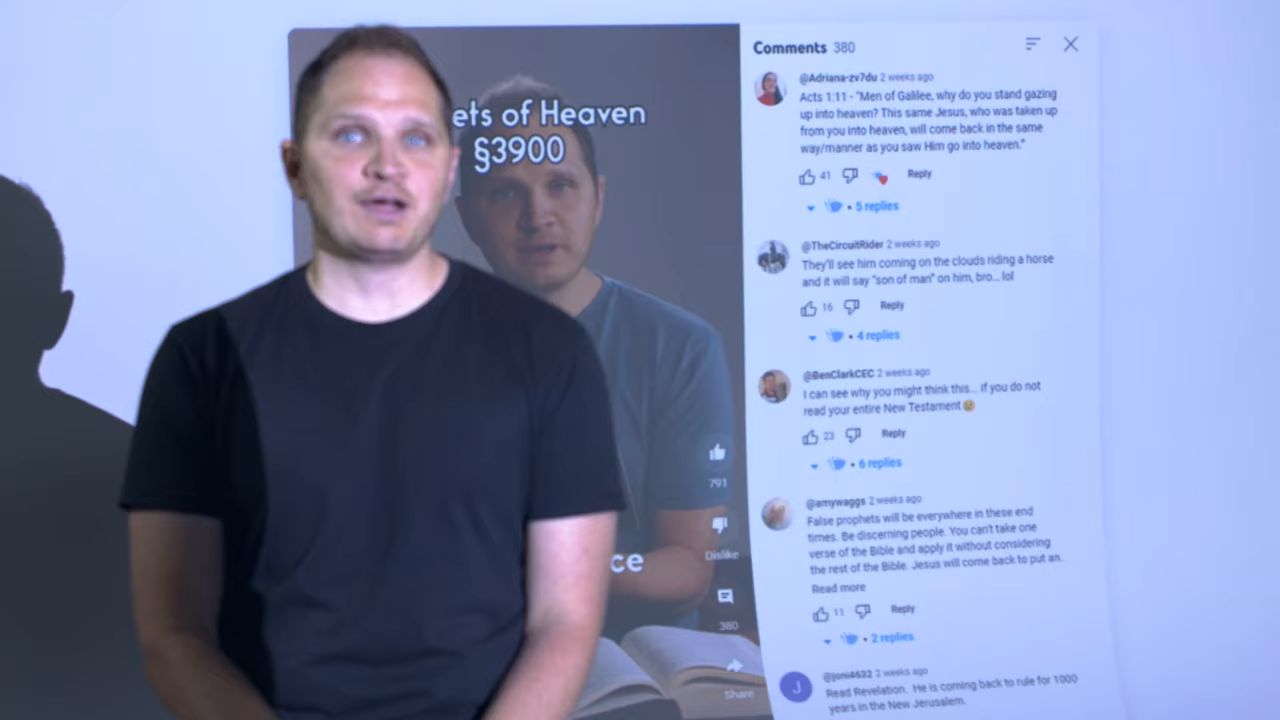 ets of Heaven
§3900
ce
791
Dislike
380
Share
Comments 380
@Adriana-zv7du 2 weeks ago
Acts 1:11 - "Men of Galilee, why do you stand gazing
up into heaven? This same Jesus, who was taken up
from you into heaven, will come back in the same
way/manner as you saw Him go into heaven."
41 Reply
• 5 replies
@TheCircuitRider 2 weeks ago
They'll see him coming on the clouds riding a horse
and it will say "son of man" on him, bro... lol
16 Reply
• 4 replies
@BenClarkCEC 2 weeks ago
I can see why you might think this... if you do not
read your entire New Testament😢
23 Reply
• 6 replies
@amywaggs 2 weeks ago
False prophets will be everywhere in these end
times. Be discerning people. You can't take one
verse of the Bible and apply it without considering
the rest of the Bible. Jesus will come back to put an.
Read more
11 Reply
• 2 replies
J
@joni4632 2 weeks ago
Read Revelation. He is coming back to rule for 1000
years in the New Jerusalem.